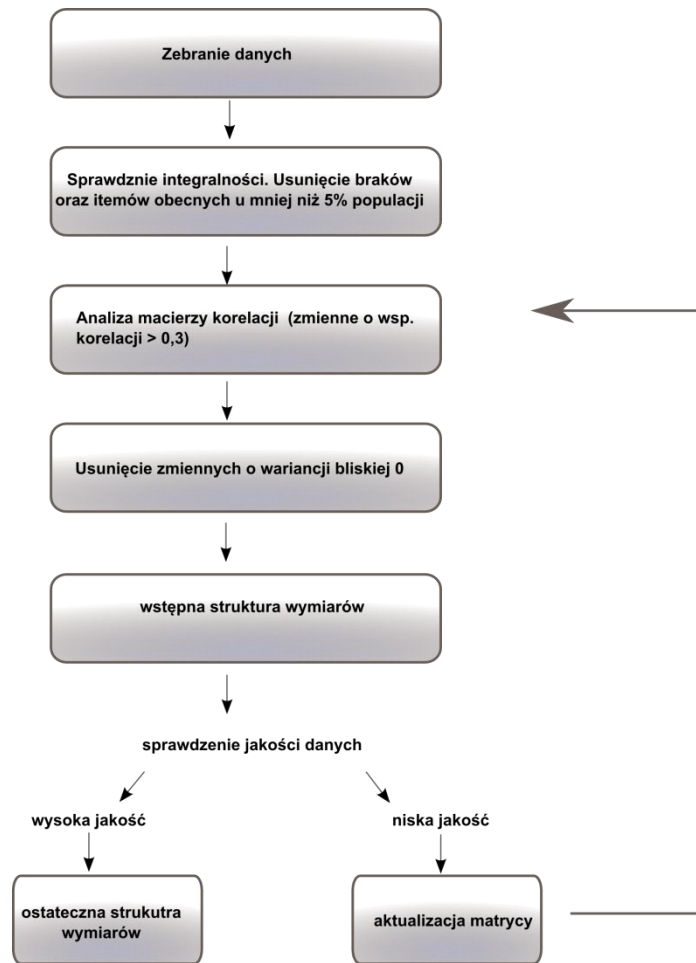 Zebranie danych
Sprawdznie integralności. Usunięcie braków
oraz itemów obecnych u mniej niż 5% populacji
Analiza macierzy korelacji (zmienne o wsp.
korelacji > 0,3)
Usunięcie zmiennych o wariancji bliskiej 0
wstępna struktura wymiarów
sprawdzenie jakości danych
wysoka jakość
niska jakość
ostateczna strukutra
wymiarów
aktualizacja matrycy